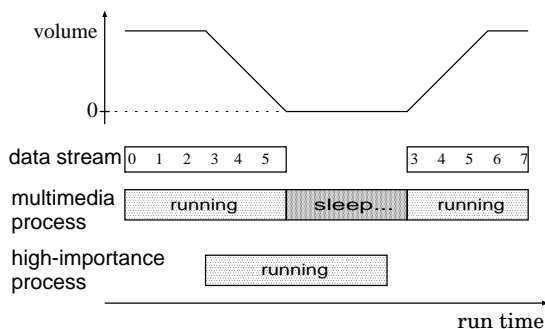 volume
0
data stream 0 1 2 3 4 5 3 4 5 6 7
multimedia
process
running sleep... running
high-importance
process
running
run time